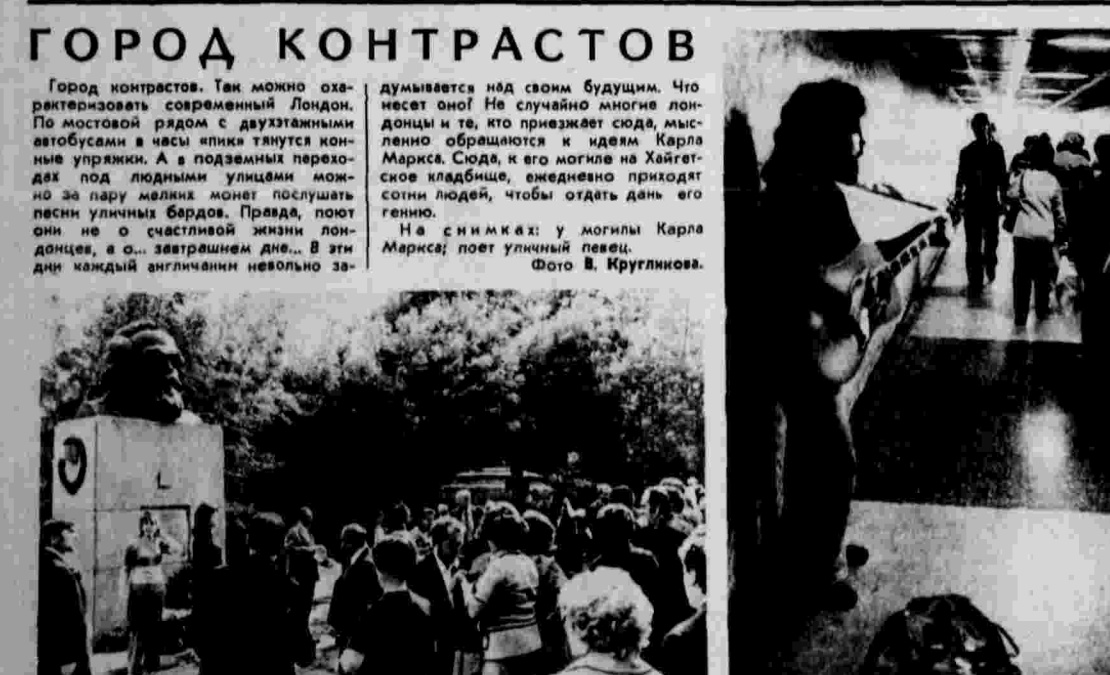 ГОРОД КОНТРАСТОВ
Город контрастов. Так можно оха-
рактеризовать современный Лондон.
По мостовой рядом с двухэтажными
автобусами в часы «пик» тянутся кон-
ные упряжки. А в подземных перехо-
дах под людными улицами мож-
но за пару мелких монет послушать
песни уличных бардов. Правда, поют
они не о счастливой жизни лон-
донцев, а о... завтрашнем дне... В эти
дни каждый англичанин невольно за-
думывается над своим будущим. Что
несет оно? Не случайно многие лон-
донцы и те, кто приезжает сюда, мыс-
ленно обращаются к идеям Карла
Маркса. Сюда, к его могиле на Хайгет-
ское кладбище, ежедневно приходят
сотни людей, чтобы отдать дань его
гению.
На снимках: у могилы Карла
Маркса; поет уличный певец.
Фото В. Кругликова.